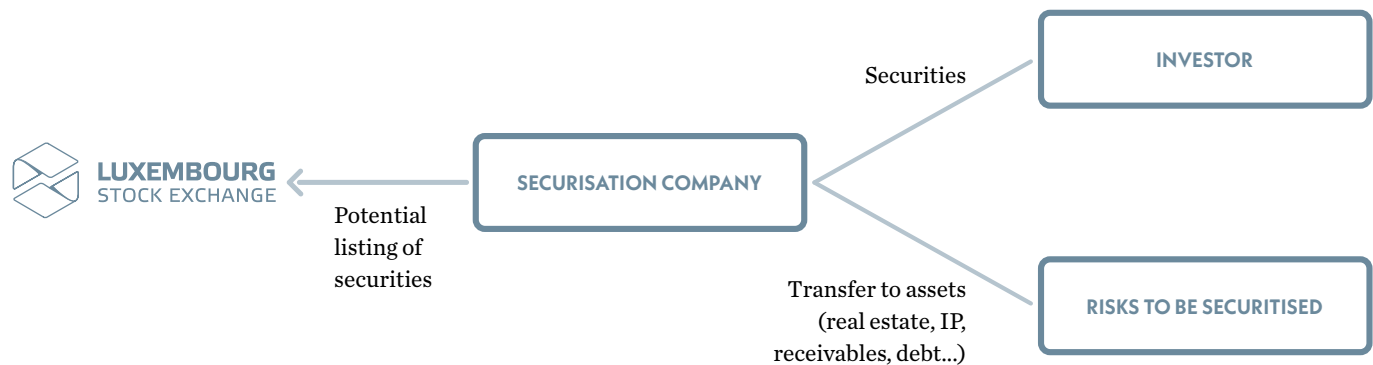 LUXEMBOURG
STOCK EXCHANGE
Potential
listing of
securities
SECURISATION COMPANY
Securities
INVESTOR
Transfer to assets
(real estate, IP,
receivables, debt...)
RISKS TO BE SECURITISED